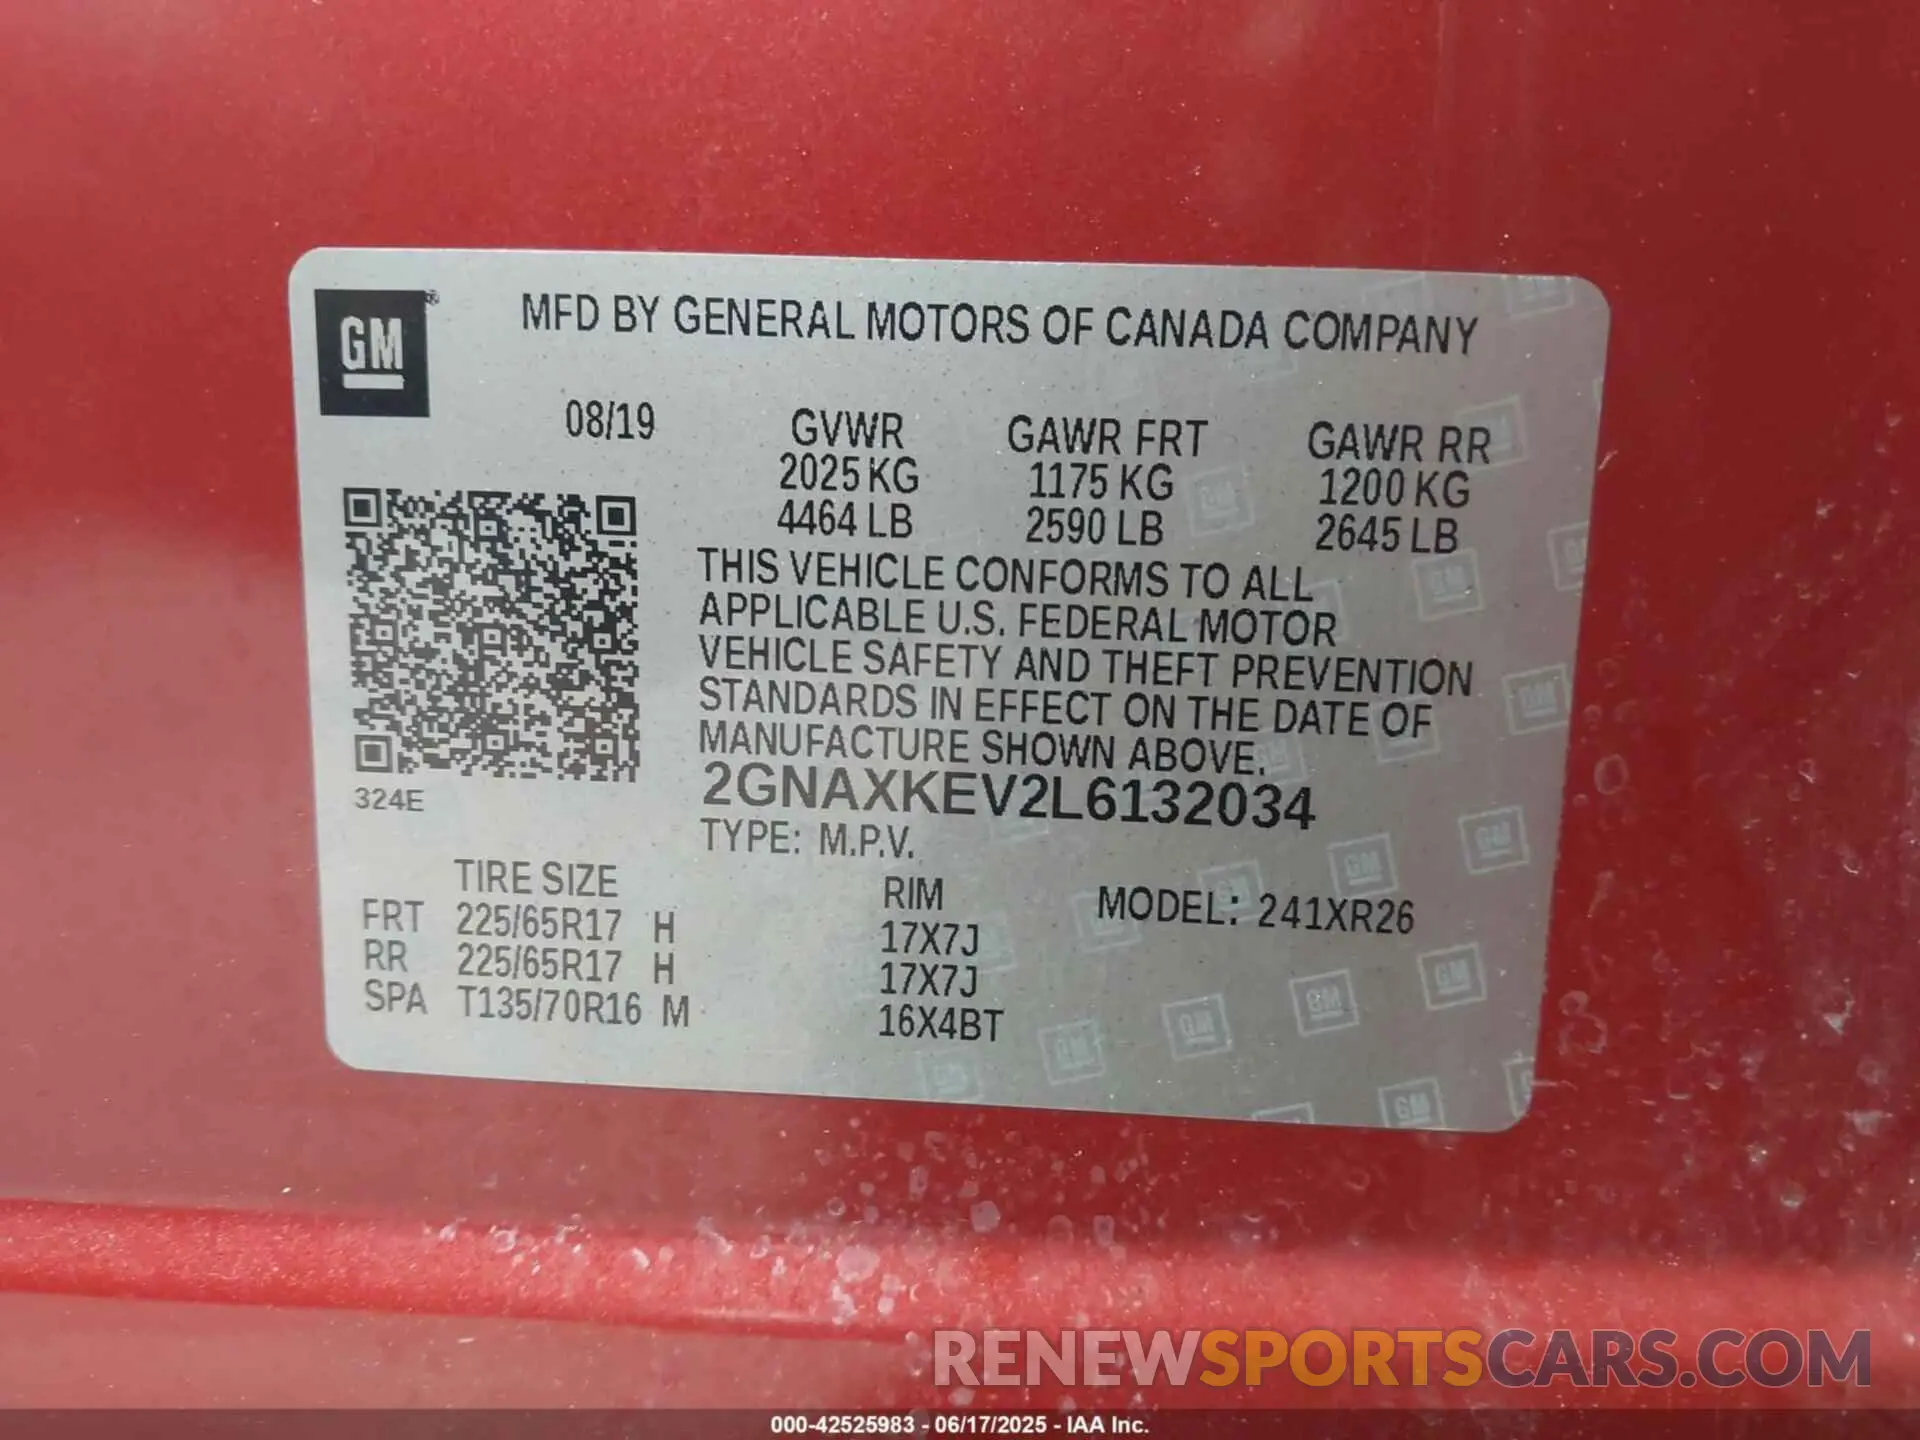 GM®
MFD BY GENERAL MOTORS OF CANADA COMPANY
08/19
GVWR GAWR FRT GAWR RR
2025 KG 1175 KG 1200 KG
4464 LB 2590 LB 2645 LB
THIS VEHICLE CONFORMS TO ALL
APPLICABLE U.S. FEDERAL MOTOR
VEHICLE SAFETY AND THEFT PREVENTION
STANDARDS IN EFFECT ON THE DATE OF
MANUFACTURE SHOWN ABOVE.
2GNAXKEV2L6132034
324E
TYPE: M.P.V.
TIRE SIZE RIM MODEL: 241XR26
FRT 225/65R17 H 17X7J
RR 225/65R17 H 17X7J
SPA T135/70R16 M 16X4BT
RENEWSPORTSCARS.COM
000-42525983 - 06/17/2025 - IAA Inc.